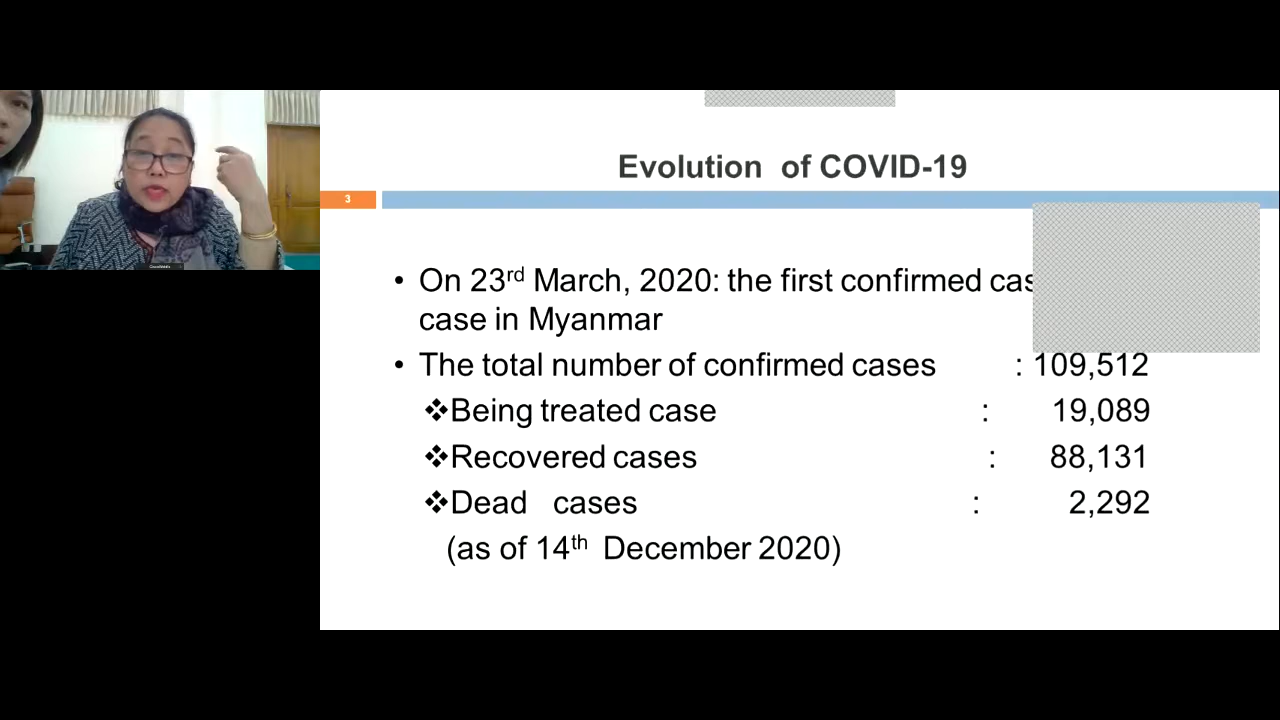 Evolution of COVID-19
3
• On 23rd March, 2020: the first confirmed
case in Myanmar
• The total number of confirmed cases : 109,512
❖Being treated case : 19,089
❖Recovered cases : 88,131
❖Dead cases : 2,292
(as of 14th December 2020)